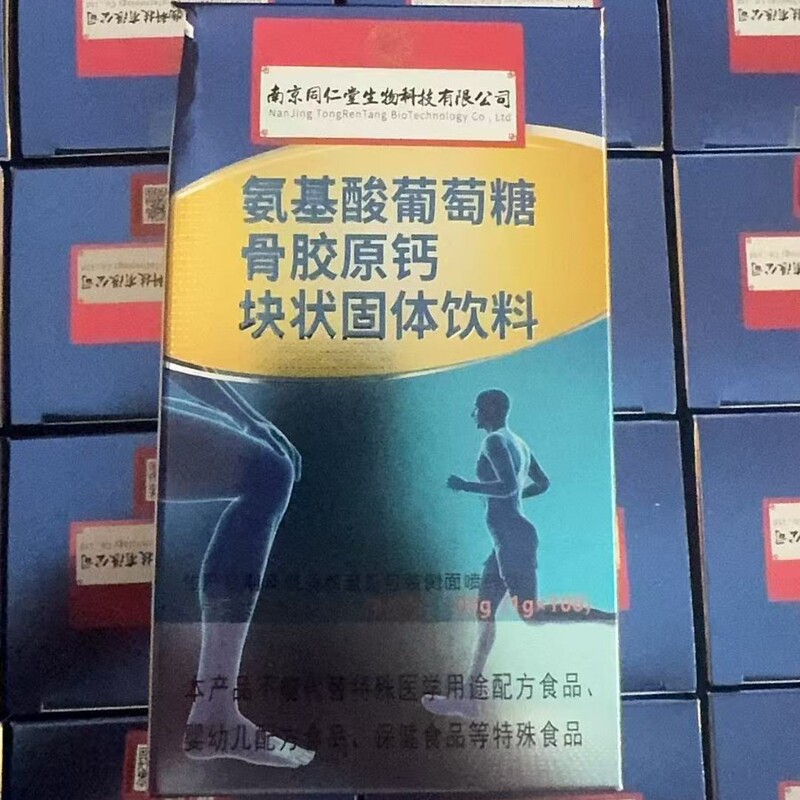 南京同仁堂生物科技有限公司
NanJing TongRenTang BioTechnology Co., Ltd
氨基酸葡萄糖
骨胶原钙
块状固体饮料
侧面喷
本产品不能代替特殊医学用途配方食品、
婴幼儿配方食品、保健食品等特殊食品